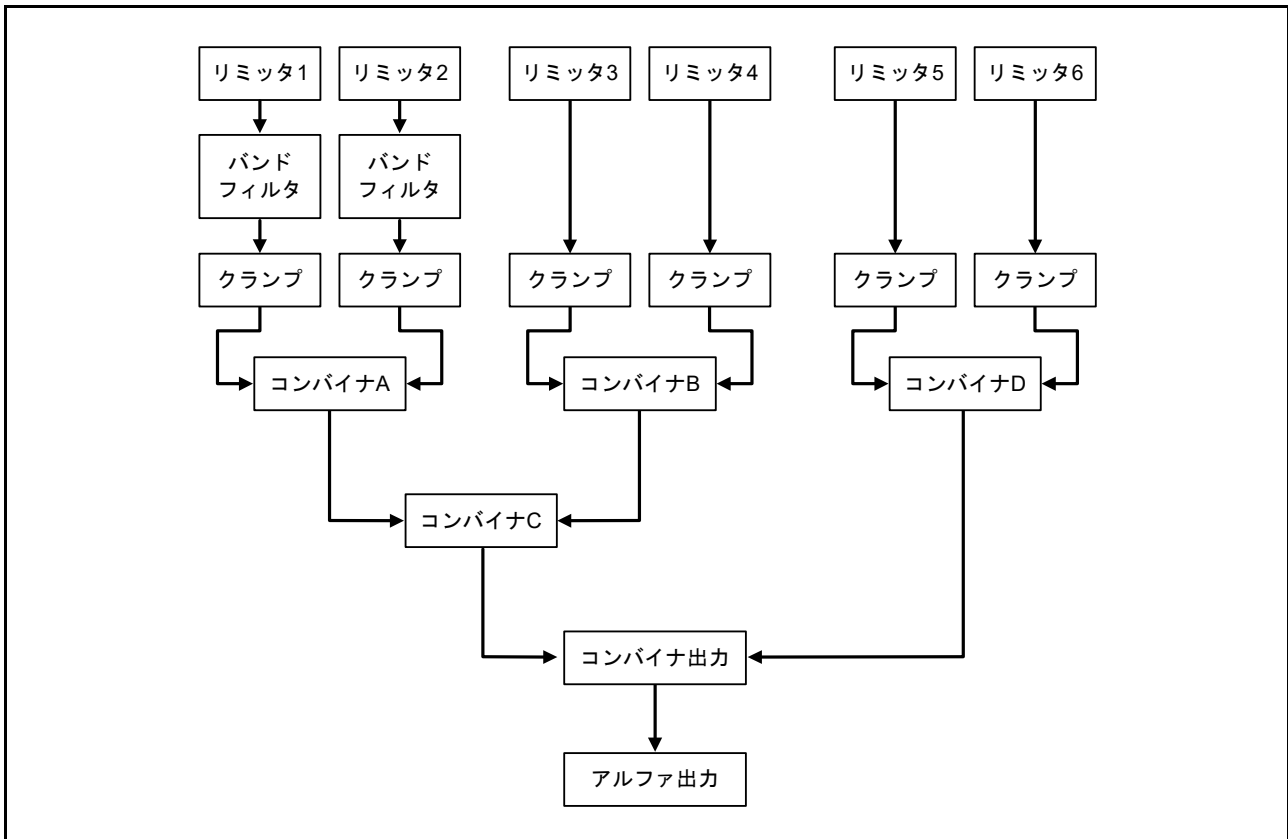 リミッタ1
リミッタ2
リミッタ3
リミッタ4
リミッタ5
リミッタ6
バンド
フィルタ
バンド
フィルタ
クランプ
クランプ
クランプ
クランプ
クランプ
クランプ
コンバイナA
コンバイナB
コンバイナD
コンバイナC
コンバイナ出力
アルファ出力